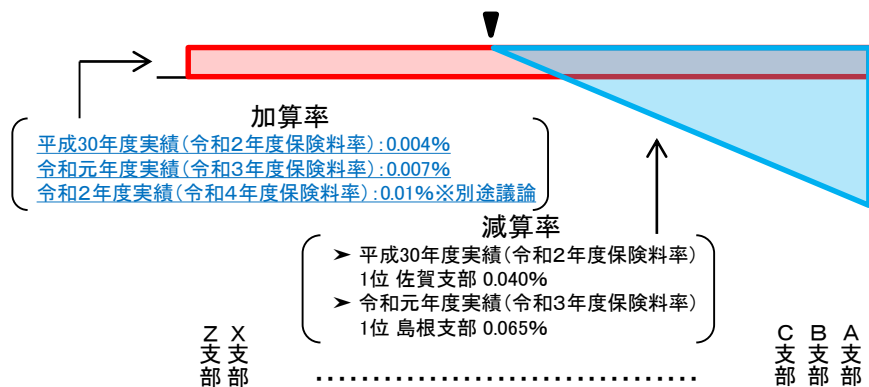 加算率
平成30年度実績(令和2年度保険料率):0.004%
令和元年度実績(令和3年度保険料率):0.007%
令和2年度実績(令和4年度保険料率):0.01%※別途議論
減算率
➤ 平成30年度実績(令和2年度保険料率)
1位 佐賀支部 0.040%
➤ 令和元年度実績(令和3年度保険料率)
1位 島根支部 0.065%
Z支部
X支部
………………………………
C支部
B支部
A支部